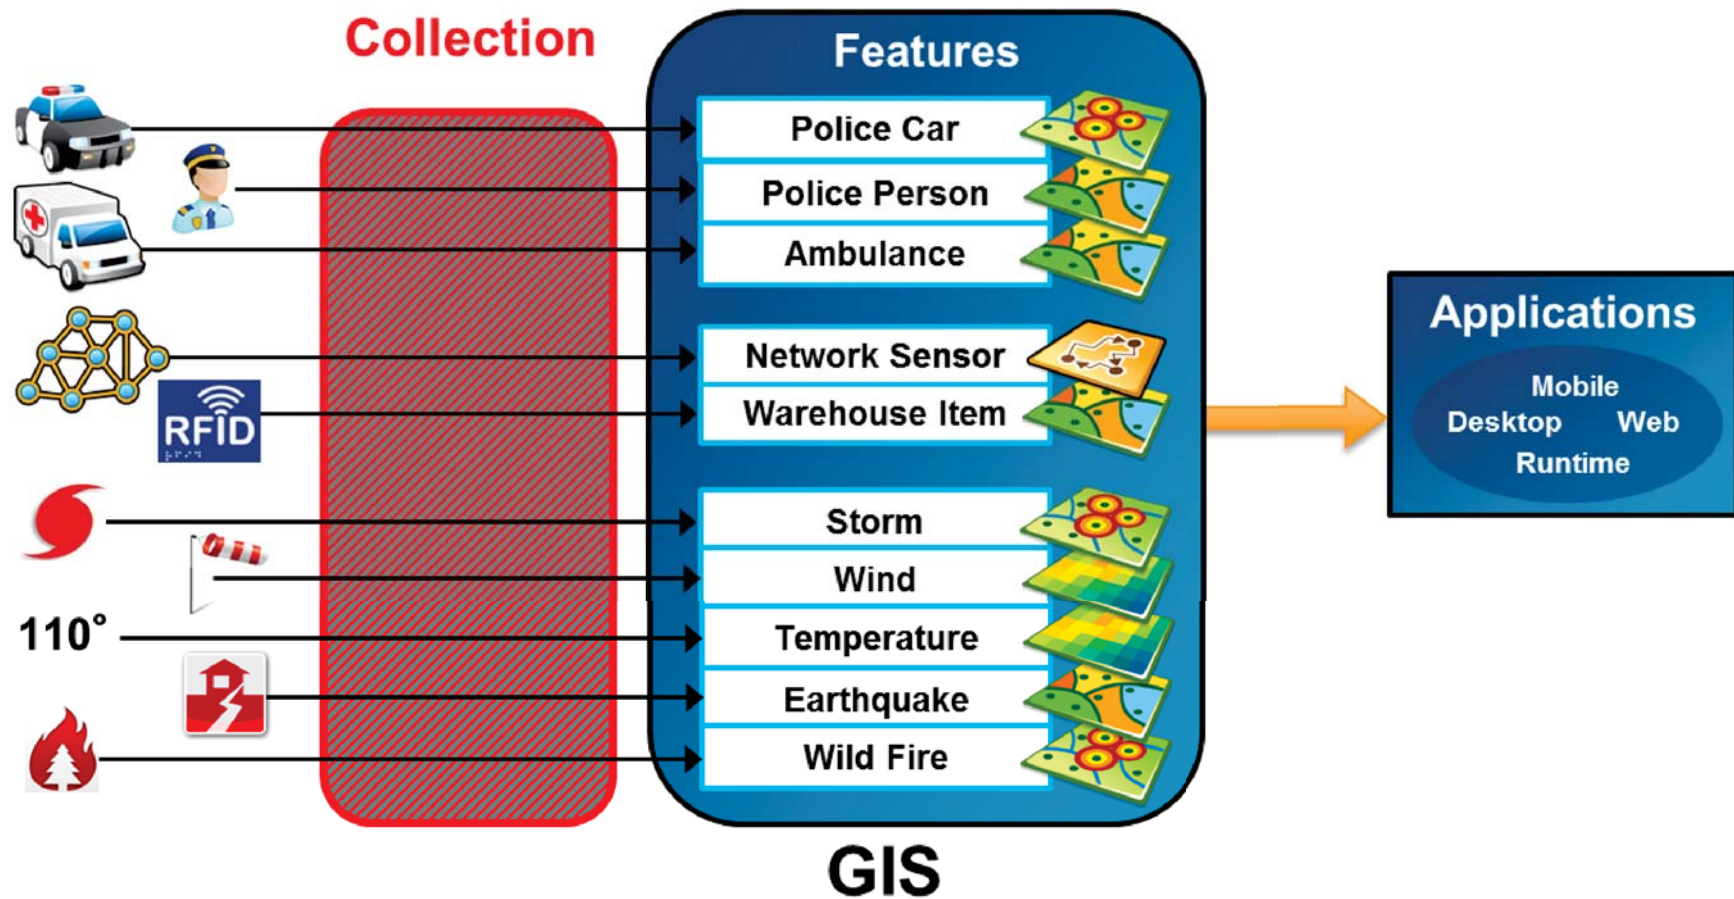 Collection
Features
Police Car
Police Person
Ambulance
Network Sensor
RFID
Warehouse Item
Storm
Wind
110°
Temperature
Earthquake
Wild Fire
GIS
Applications
Mobile
Desktop Web
Runtime